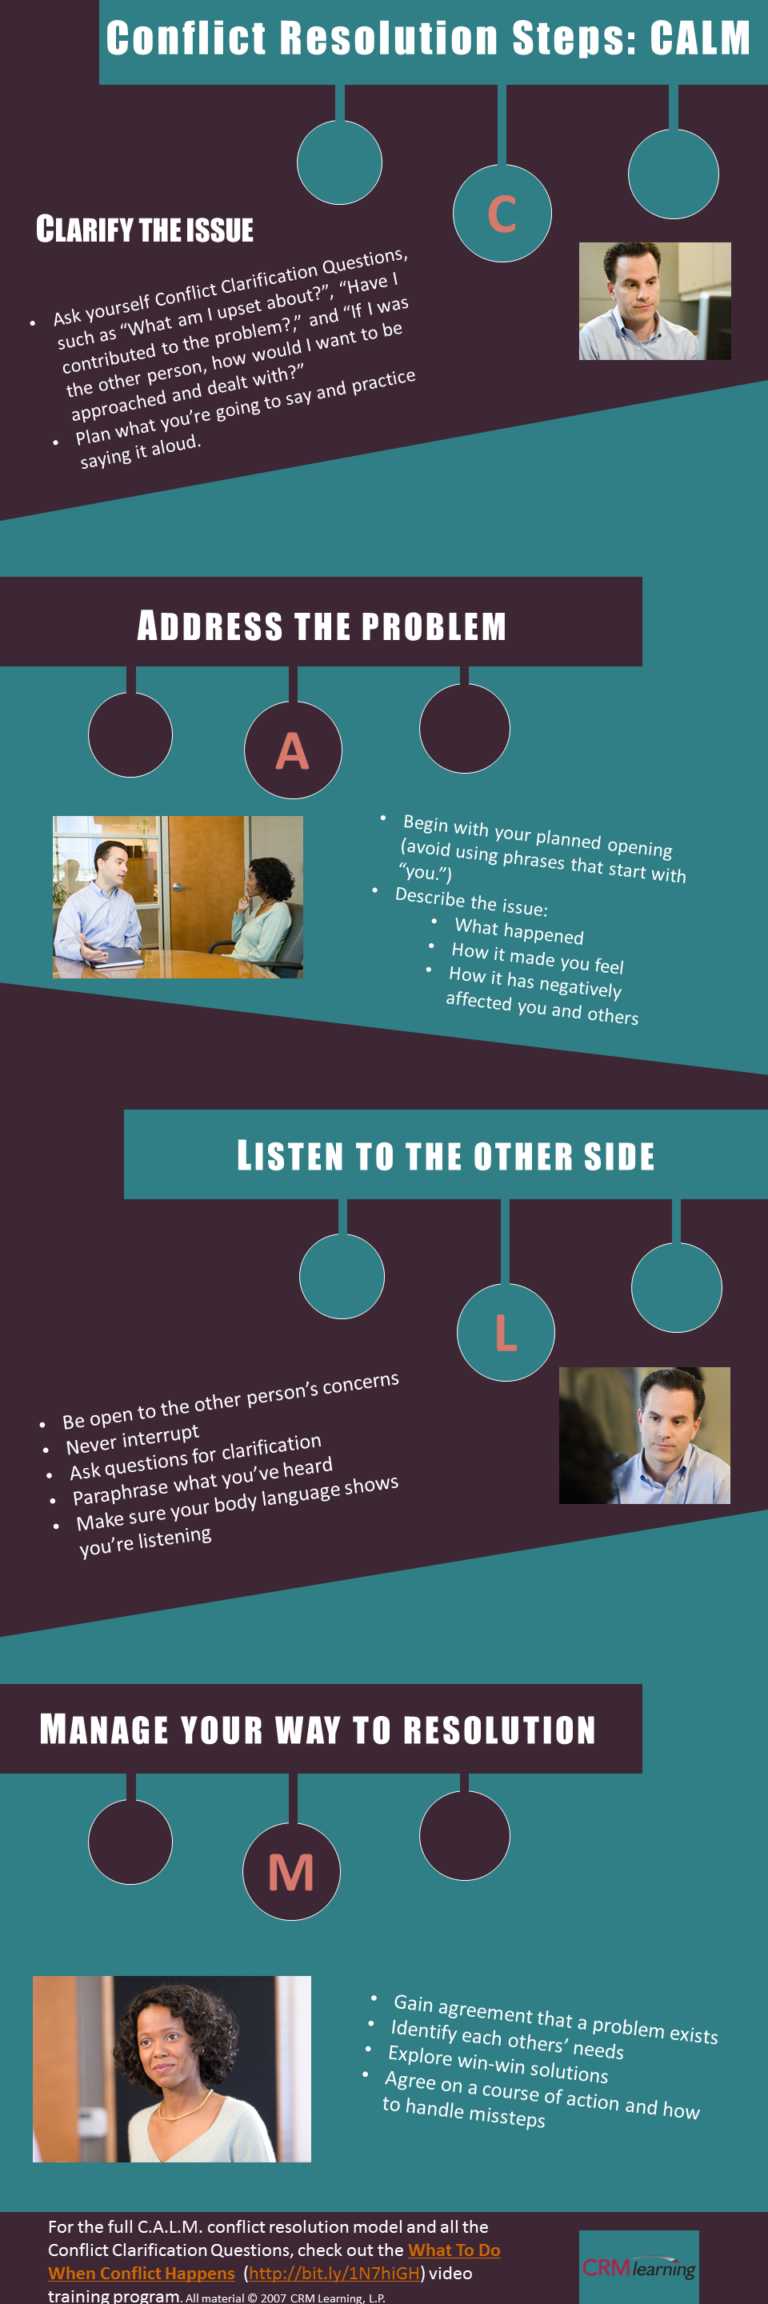 Conflict Resolution Steps: CALM
C
CLARIFY THE ISSUE
• Ask yourself Conflict Clarification Questions,
such as “What am I upset about?”, “Have I
contributed to the problem?,” and “If I was
the other person, how would I want to be
approached and dealt with?”
• Plan what you’re going to say and practice
saying it aloud.
ADDRESS THE PROBLEM
A
• Begin with your planned opening
(avoid using phrases that start with
“you.”)
• Describe the issue:
• What happened
• How it made you feel
• How it has negatively
affected you and others
LISTEN TO THE OTHER SIDE
L
• Be open to the other person’s concerns
• Never interrupt
• Ask questions for clarification
• Paraphrase what you’ve heard
• Make sure your body language shows
you’re listening
MANAGE YOUR WAY TO RESOLUTION
M
• Gain agreement that a problem exists
• Identify each others’ needs
• Explore win-win solutions
• Agree on a course of action and how
to handle missteps
For the full C.A.L.M. conflict resolution model and all the
Conflict Clarification Questions, check out the What To Do
When Conflict Happens (http://bit.ly/1N7hiGH) video
training program. All material © 2007 CRM Learning, L.P.
CRM learning